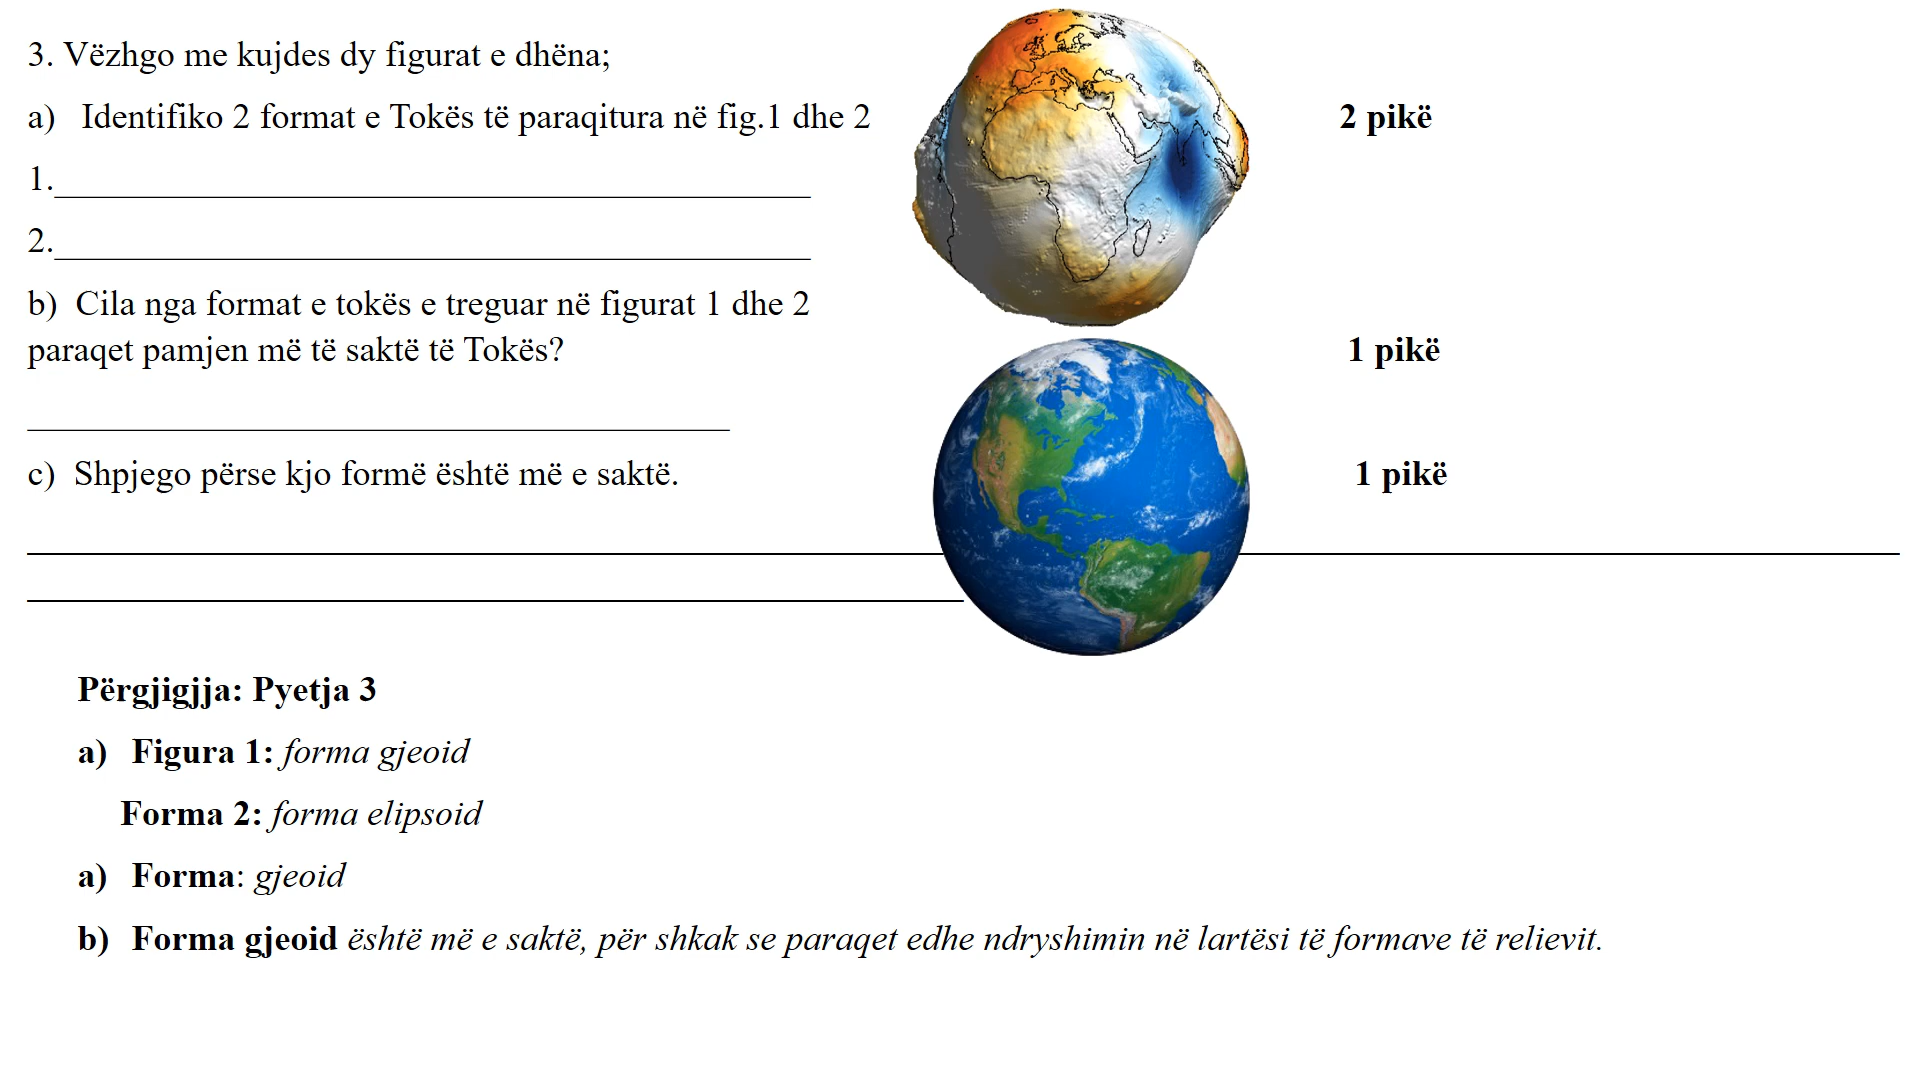 3. Vëzhgo me kujdes dy figurat e dhëna;
a) Identifiko 2 format e Tokës të paraqitura në fig.1 dhe 2 2 pikë
1.
2.
b) Cila nga format e tokës e treguar në figurat 1 dhe 2
paraqet pamjen më të saktë të Tokës? 1 pikë
c) Shpjego përse kjo formë është më e saktë. 1 pikë
Përgjigjja: Pyetja 3
a) Figura 1: forma gjeoid
Forma 2: forma elipsoid
a) Forma: gjeoid
b) Forma gjeoid është më e saktë, për shkak se paraqet edhe ndryshimin në lartësi të formave të relievit.